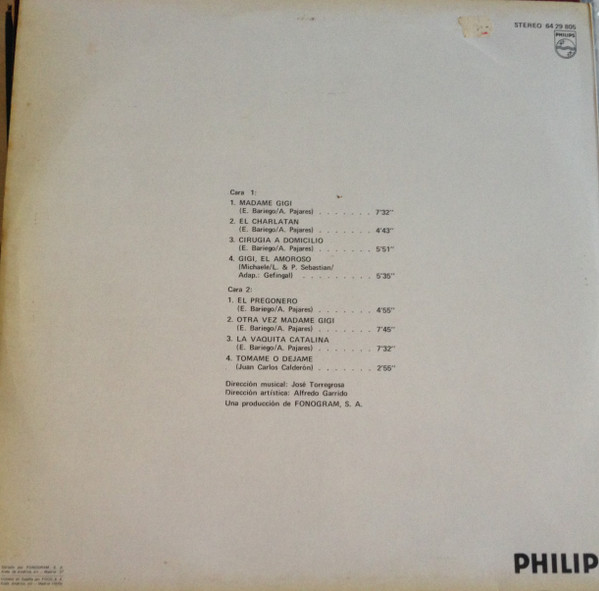 STEREO 64 29 805
PHILIPS
Cara 1:
1. MADAME GIGI
(E. Bariego/A. Pajares) . . . . . . . 7'32"
2. EL CHARLATAN
(E. Bariego/A. Pajares) . . . . . . . 4'43"
3. CIRUGIA A DOMICILIO
(E. Bariego/A. Pajares) . . . . . . . 5'51"
4. GIGI, EL AMOROSO
(Michaele/L. & P. Sebastian/
Adap.: Gefingal) . . . . . . . . . 5'35"
Cara 2:
1. EL PREGONERO
(E. Bariego/A. Pajares) . . . . . . . 4'55"
2. OTRA VEZ MADAME GIGI
(E. Bariego/A. Pajares) . . . . . . . 7'45"
3. LA VAQUITA CATALINA
(E. Bariego/A. Pajares) . . . . . . . 7'32"
4. TOMAME O DEJAME
(Juan Carlos Calderón) . . . . . . . 2'55"
Dirección musical: José Torregrosa
Dirección artística: Alfredo Garrido
Una producción de FONOGRAM, S. A.
PHILIP